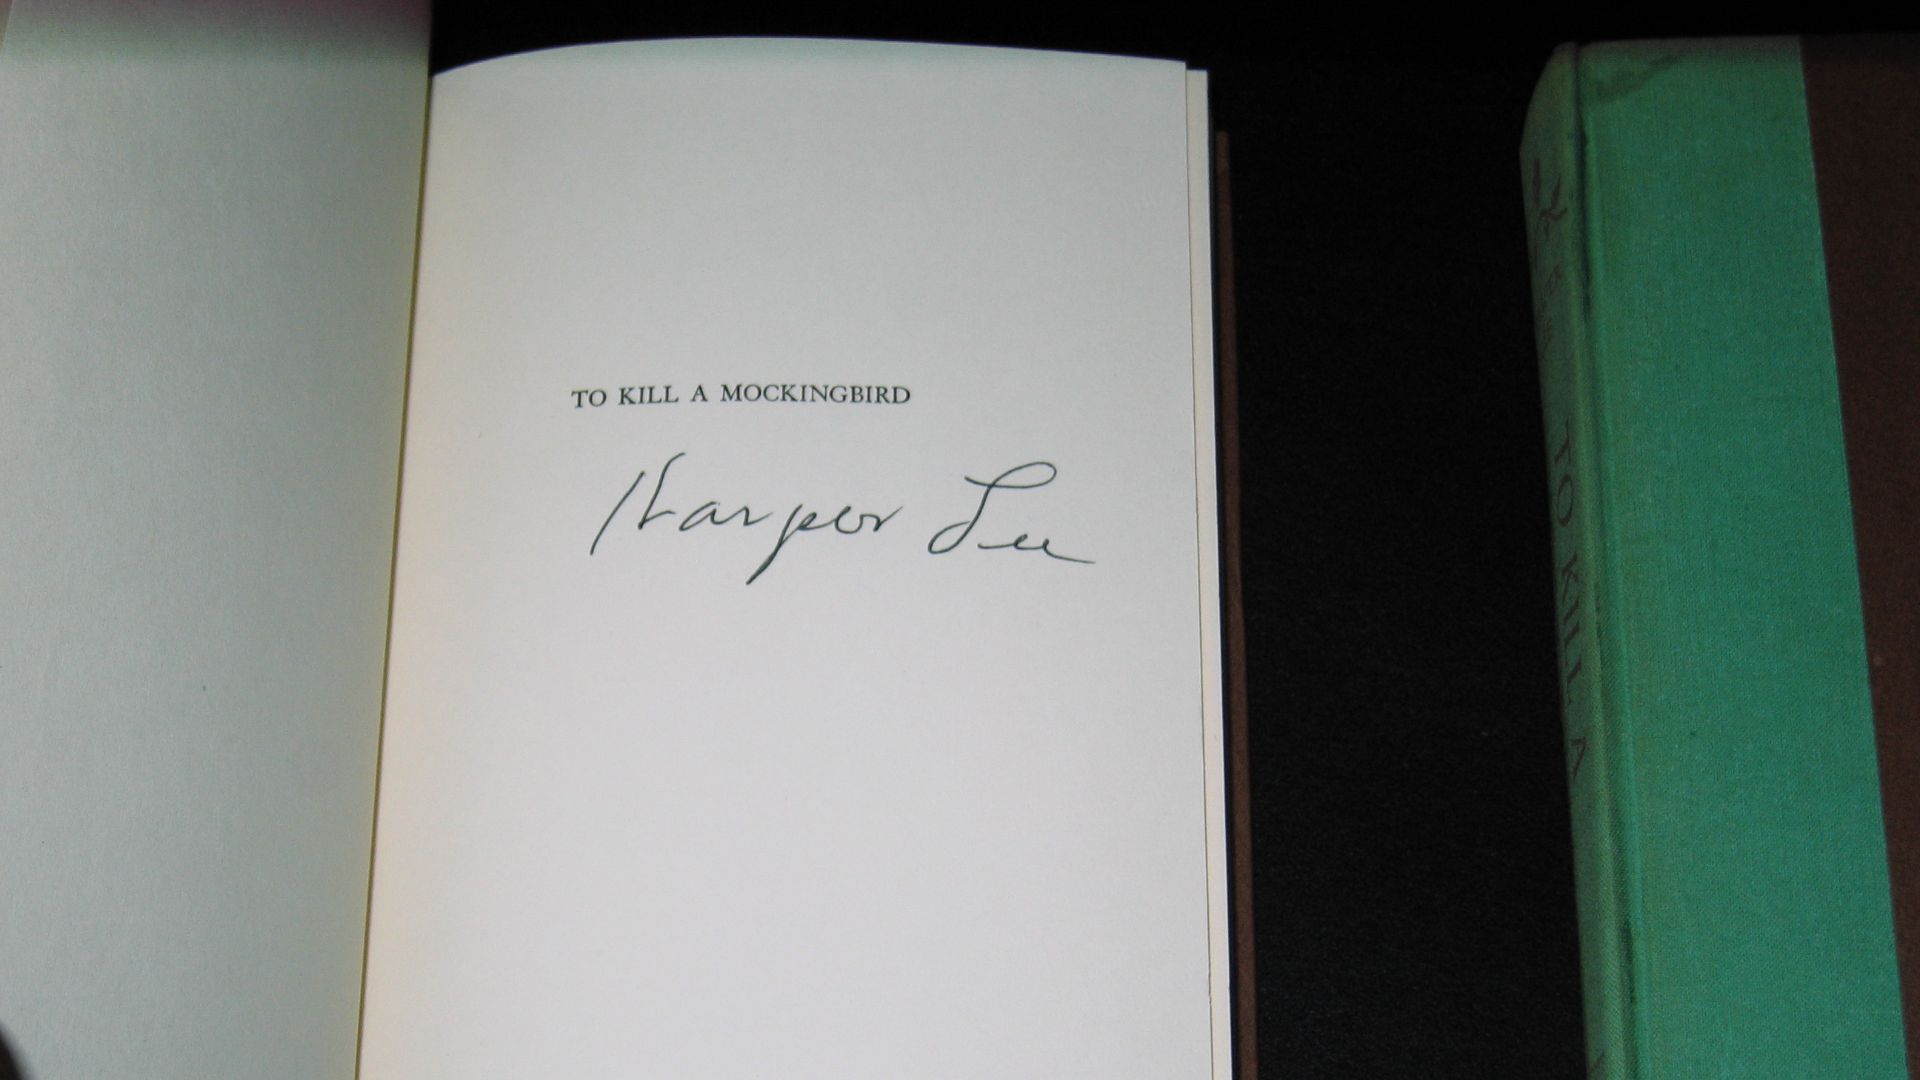 TO KILL A MOCKINGBIRD
Harper Lee
TO KILL A